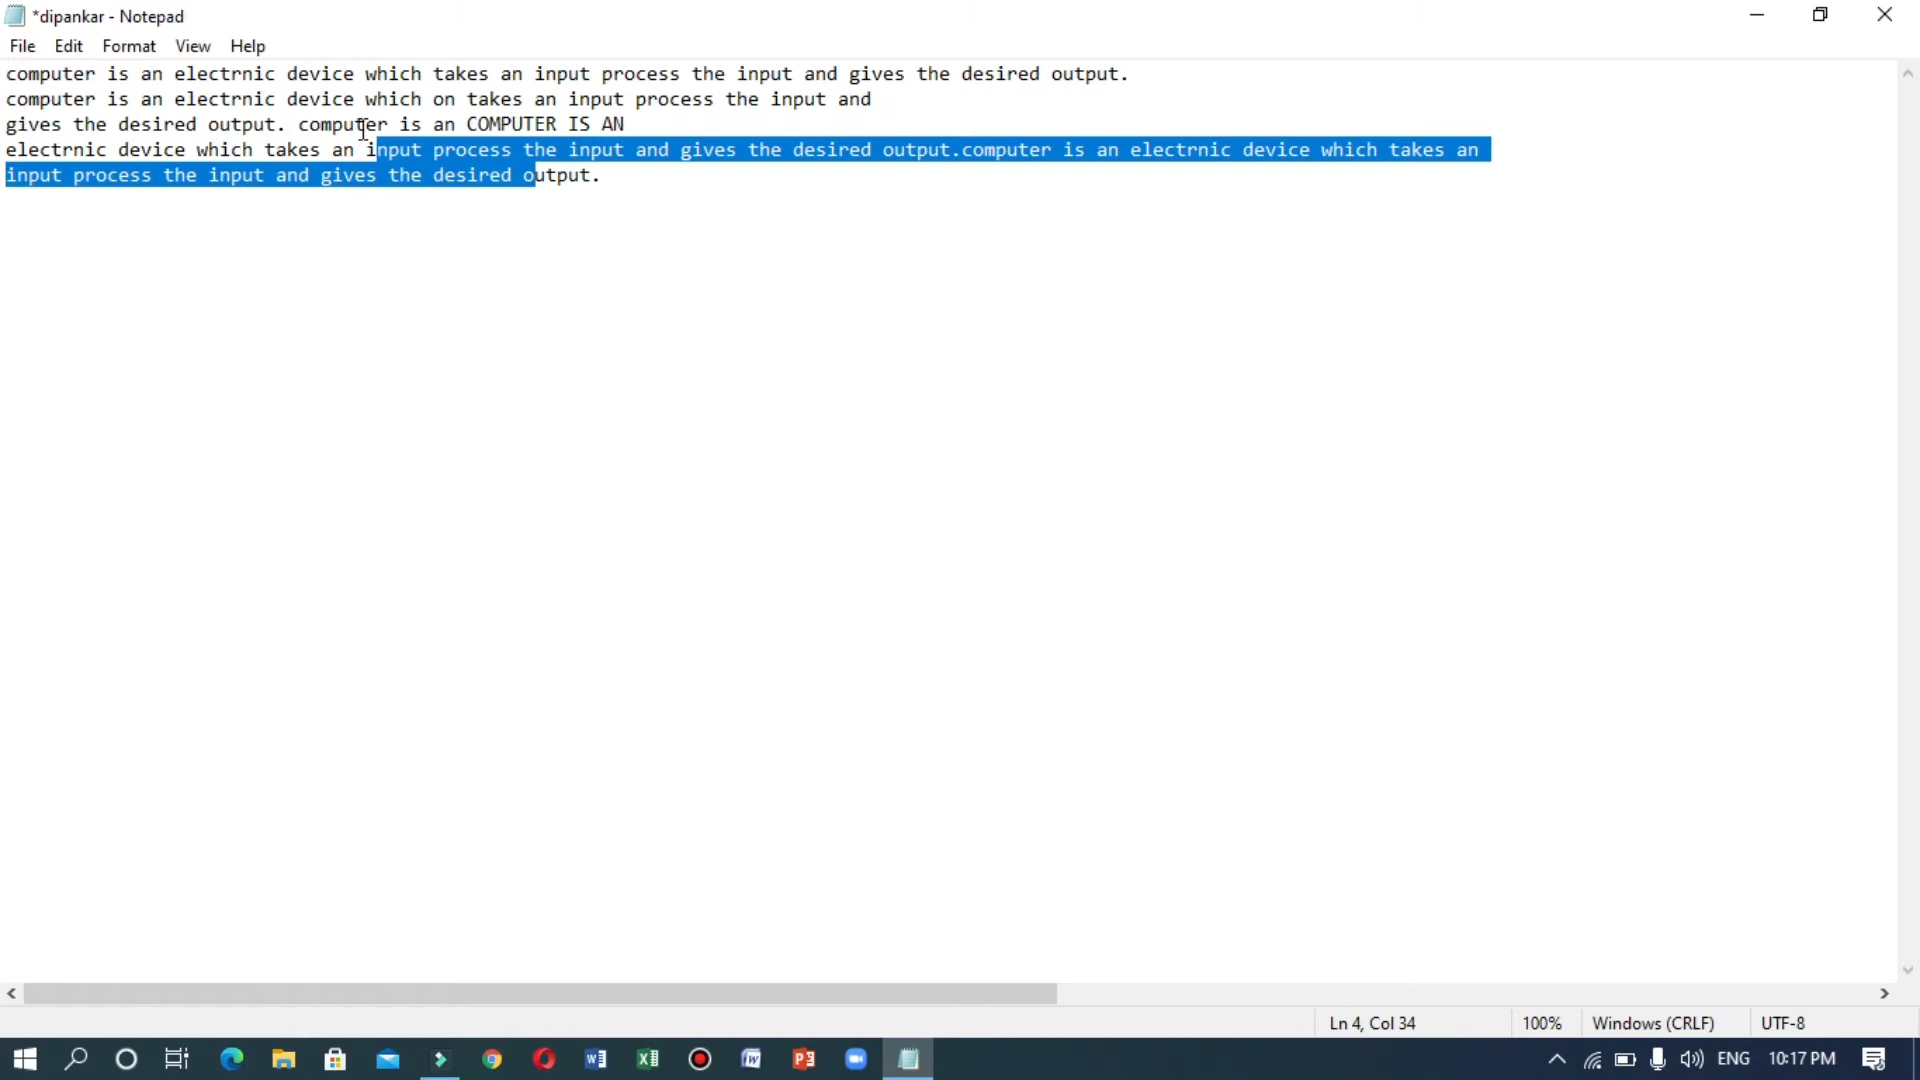 *dipankar - Notepad
File Edit Format View Help
computer is an electrnic device which takes an input process the input and gives the desired output.
computer is an electrnic device which on takes an input process the input and
gives the desired output. computer is an COMPUTER IS AN
electrnic device which takes an input process the input and gives the desired output.computer is an electrnic device which takes an
input process the input and gives the desired output.
Ln 4, Col 34 100% Windows (CRLF) UTF-8
ENG 10:17 PM